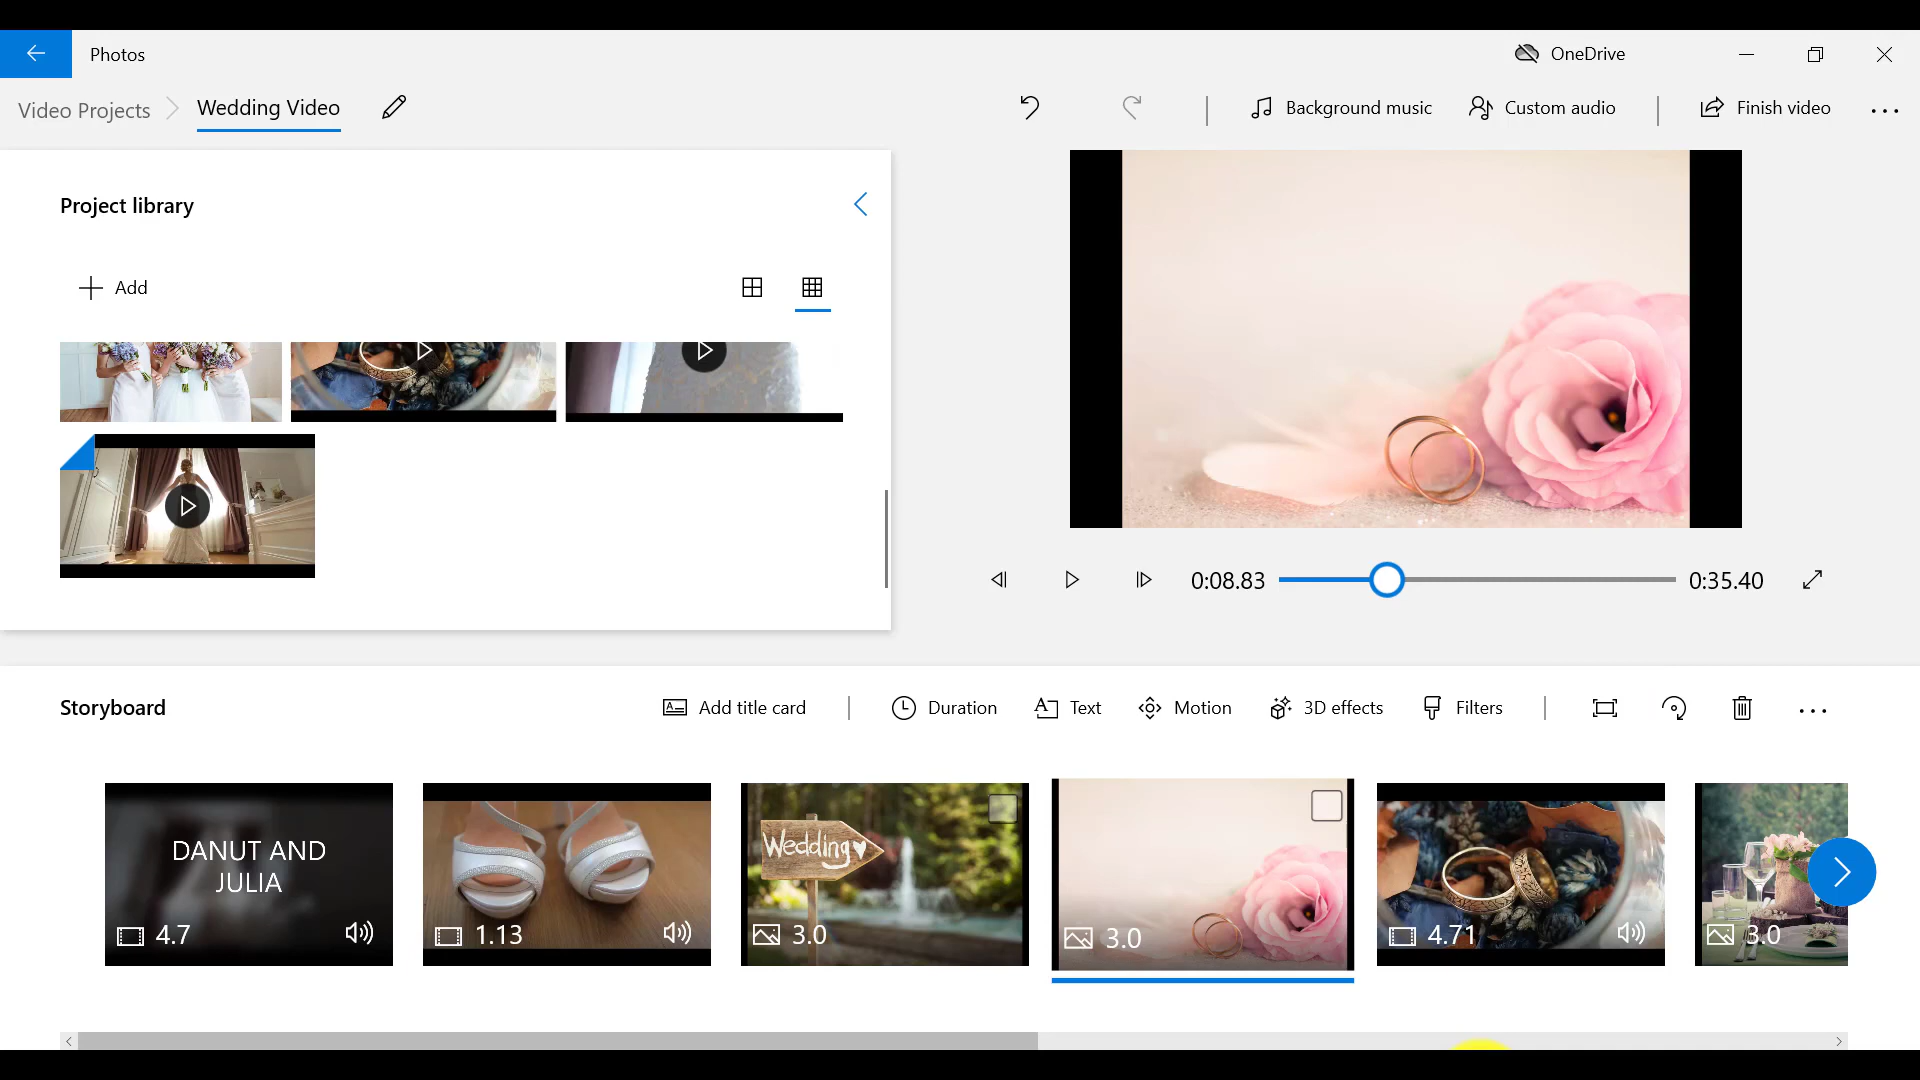 Photos
OneDrive
Video Projects
Wedding Video
Background music
Custom audio
Finish video
Project library
Add
0:08.83
0:35.40
Storyboard
Add title card
Duration
Text
Motion
3D effects
Filters
DANUT AND
JULIA
4.7
1.13
Wedding
3.0
3.0
4.71
3.0